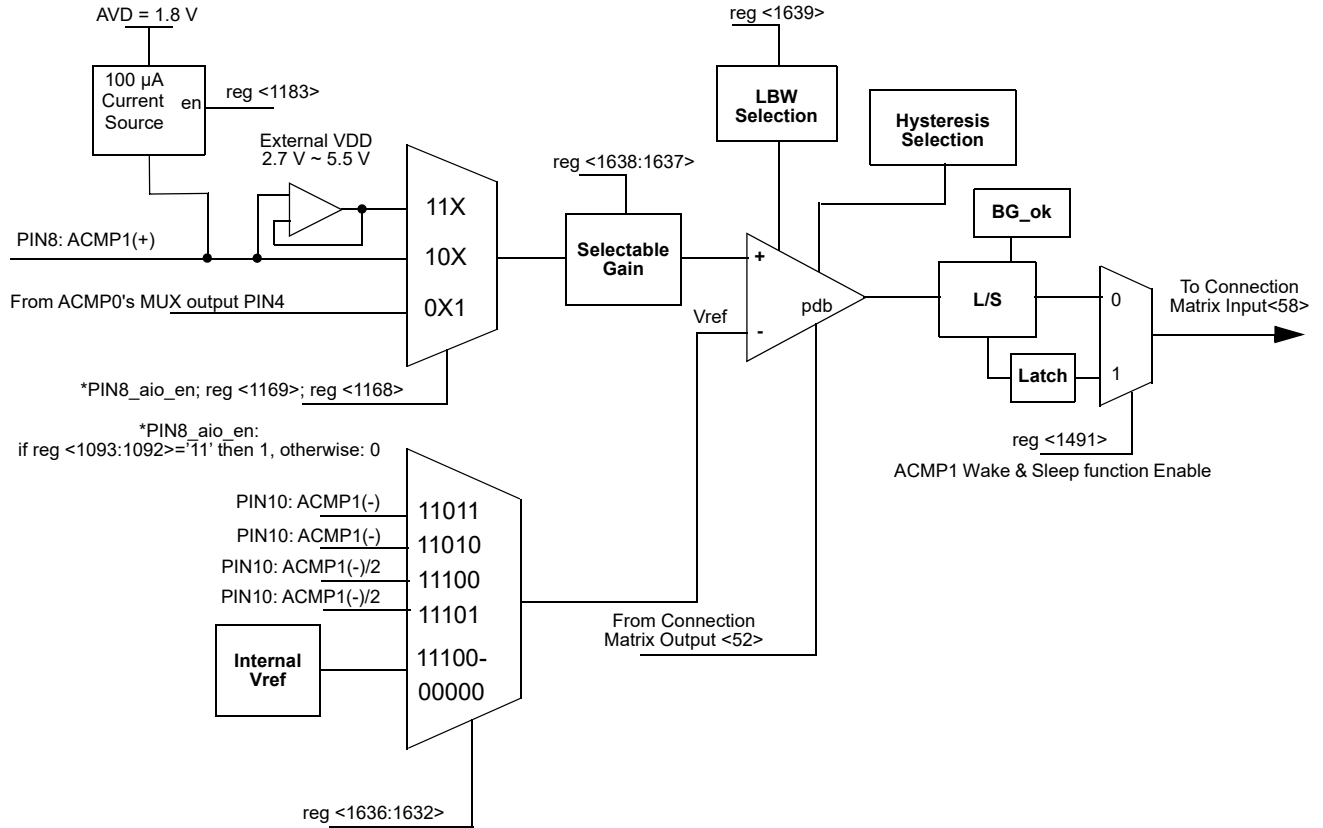 AVD = 1.8 V
reg <1639>
100 µA
Current
Source
en
reg <1183>
LBW
Selection
Hysteresis
Selection
External VDD
2.7 V ~ 5.5 V
reg <1638:1637>
11X
BG_ok
PIN8: ACMP1(+)
10X
Selectable
Gain
+
To Connection
Matrix Input<58>
From ACMP0's MUX output PIN4
0X1
Vref
-
pdb
L/S
0
Latch
1
*PIN8_aio_en; reg <1169>; reg <1168>
*PIN8_aio_en:
if reg <1093:1092>='11' then 1, otherwise: 0
reg <1491>
ACMP1 Wake & Sleep function Enable
PIN10: ACMP1(-)
11011
PIN10: ACMP1(-)
11010
PIN10: ACMP1(-)/2
11100
PIN10: ACMP1(-)/2
11101
From Connection
Matrix Output <52>
Internal
Vref
11100-
00000
reg <1636:1632>